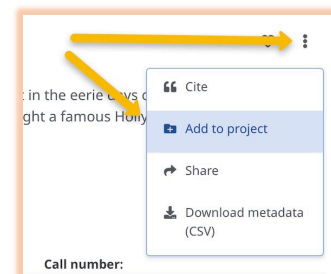 in the eerie days
Cite
ght a famous Holly
Add to project
Share
Download metadata
(CSV)
Call number: